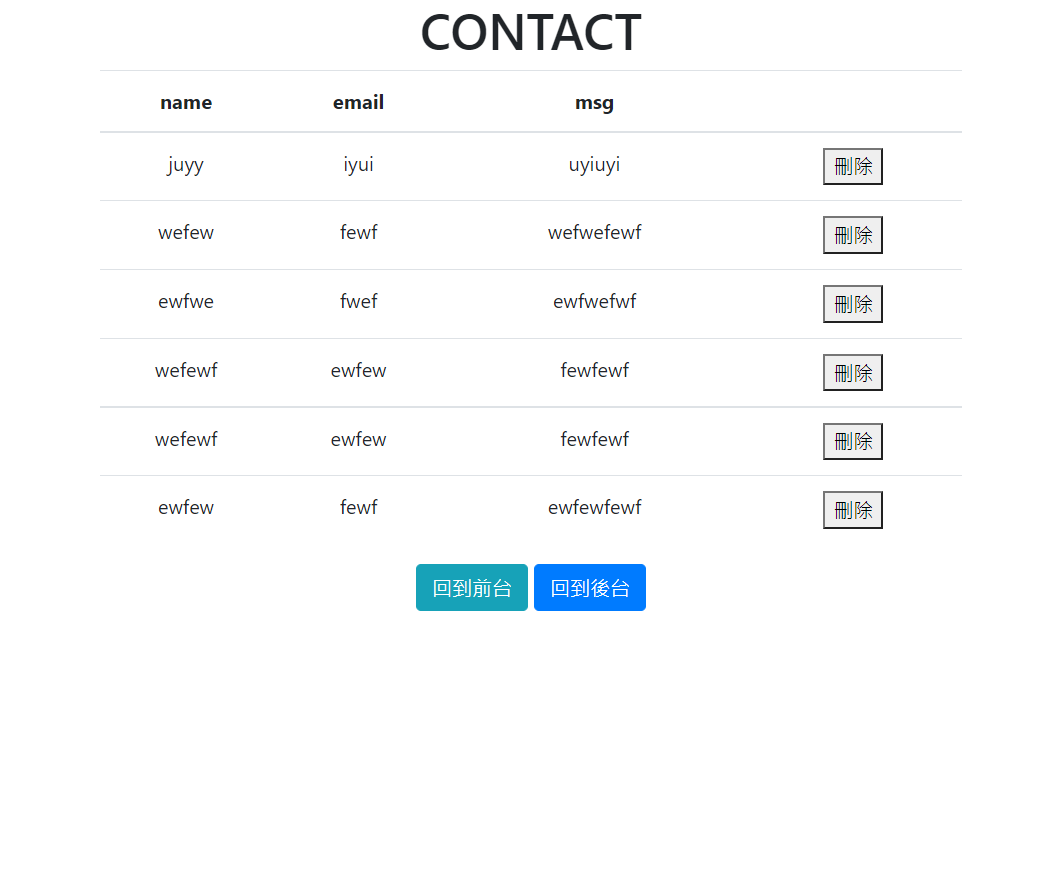 CONTACT
name email msg
juyy iyui uyiuyi 刪除
wefew fewf wefwefewf 刪除
ewfwe fwef ewfwefwf 刪除
wefewf ewfew fewfewf 刪除
wefewf ewfew fewfewf 刪除
ewfew fewf ewfewfewf 刪除
回到前台 回到後台